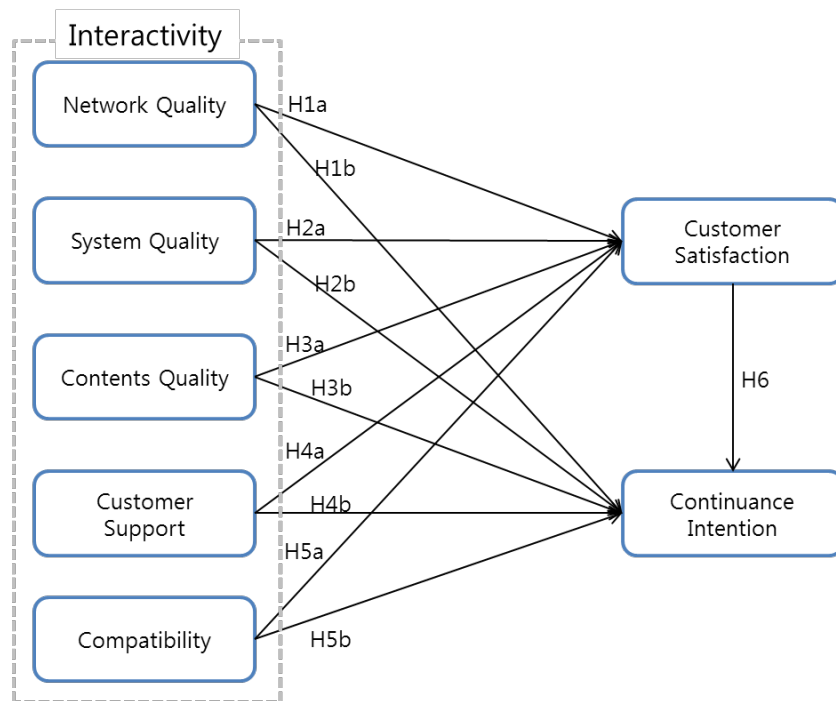 Interactivity
Network Quality
H1a
H1b
System Quality
H2a
H2b
Customer
Satisfaction
Contents Quality
H3a
H3b
H6
Customer
Support
H4a
H4b
Continuance
Intention
H5a
Compatibility
H5b